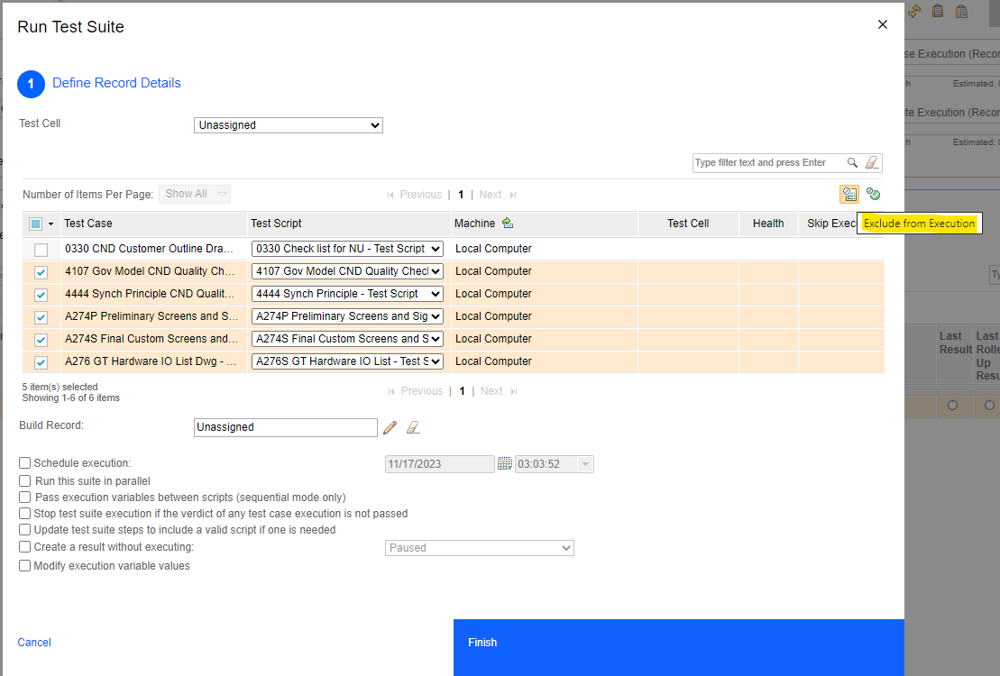 Run Test Suite
1 Define Record Details
Test Cell Unassigned
Type filter text and press Enter
Number of Items Per Page: Show All Previous | 1 | Next
Exclude from Execution
Test Case Test Script Machine Test Cell Health Skip Exec
0330 CND Customer Outline Dra... 0330 Check list for NU - Test Script Local Computer
4107 Gov Model CND Quality Ch... 4107 Gov Model CND Quality Check Local Computer
4444 Synch Principle CND Qualit... 4444 Synch Principle - Test Script Local Computer
A274P Preliminary Screens and S... A274P Preliminary Screens and Sig Local Computer
A274S Final Custom Screens and... A274S Final Custom Screens and S Local Computer
A276 GT Hardware IO List Dwg - ... A276S GT Hardware IO List - Test S Local Computer
5 item(s) selected
Showing 1-6 of 6 items
Previous | 1 | Next
Build Record: Unassigned
Schedule execution: 11/17/2023 03:03:52
Run this suite in parallel
Pass execution variables between scripts (sequential mode only)
Stop test suite execution if the verdict of any test case execution is not passed
Update test suite steps to include a valid script if one is needed
Create a result without executing: Paused
Modify execution variable values
Cancel
Finish
se Execution (Recor
h Estimated:
te Execution (Recor
h Estimated:
Ty
Last Last
Result Rolle
Up
Resu